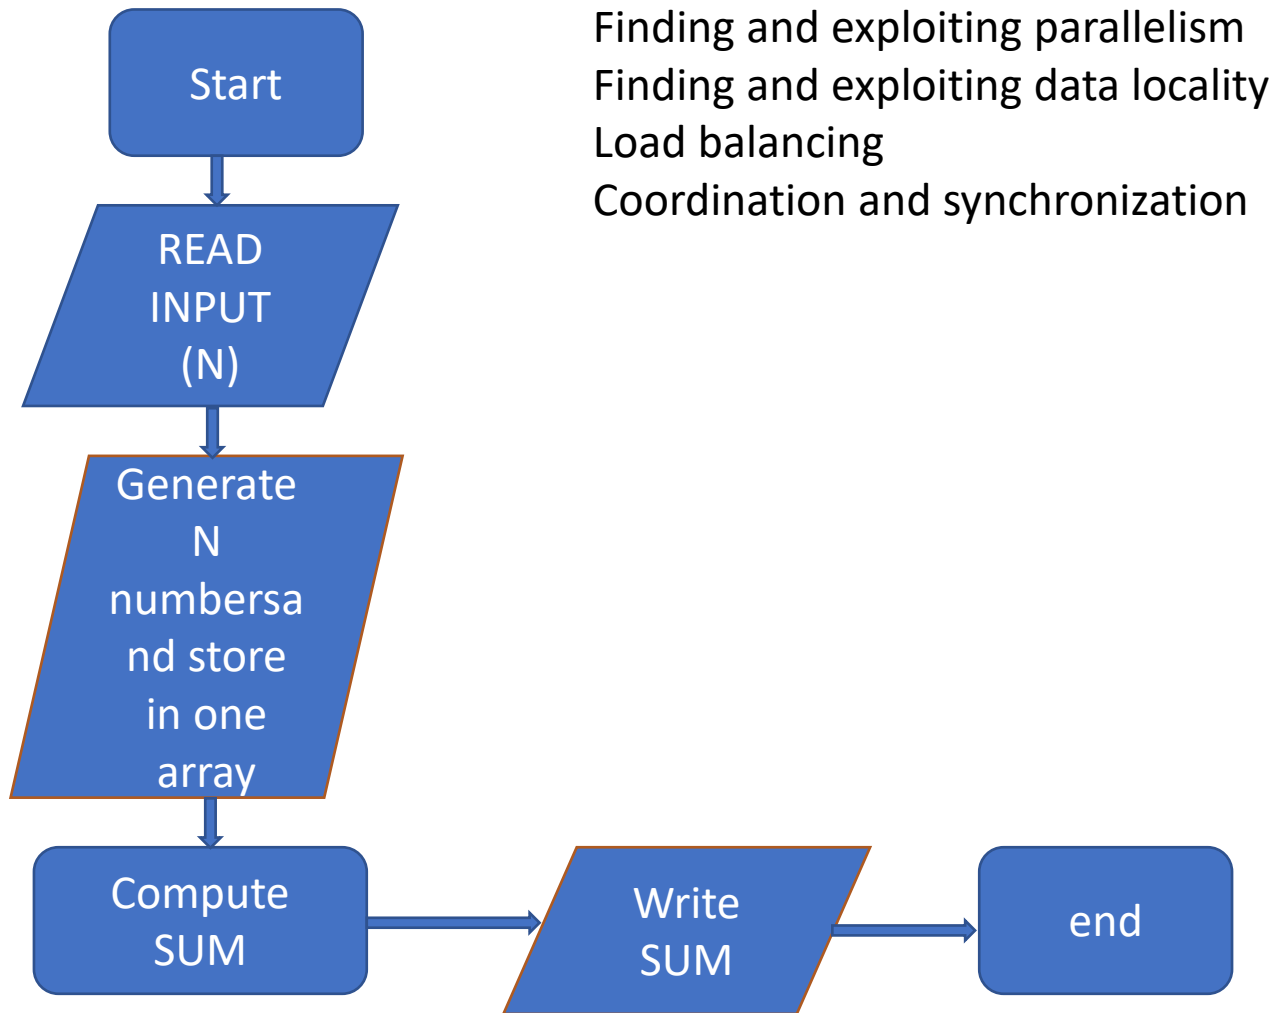 Start
READ
INPUT
(N)
Generate
N
numbersa
nd store
in one
array
Compute
SUM
Write
SUM
end
Finding and exploiting parallelism
Finding and exploiting data locality
Load balancing
Coordination and synchronization